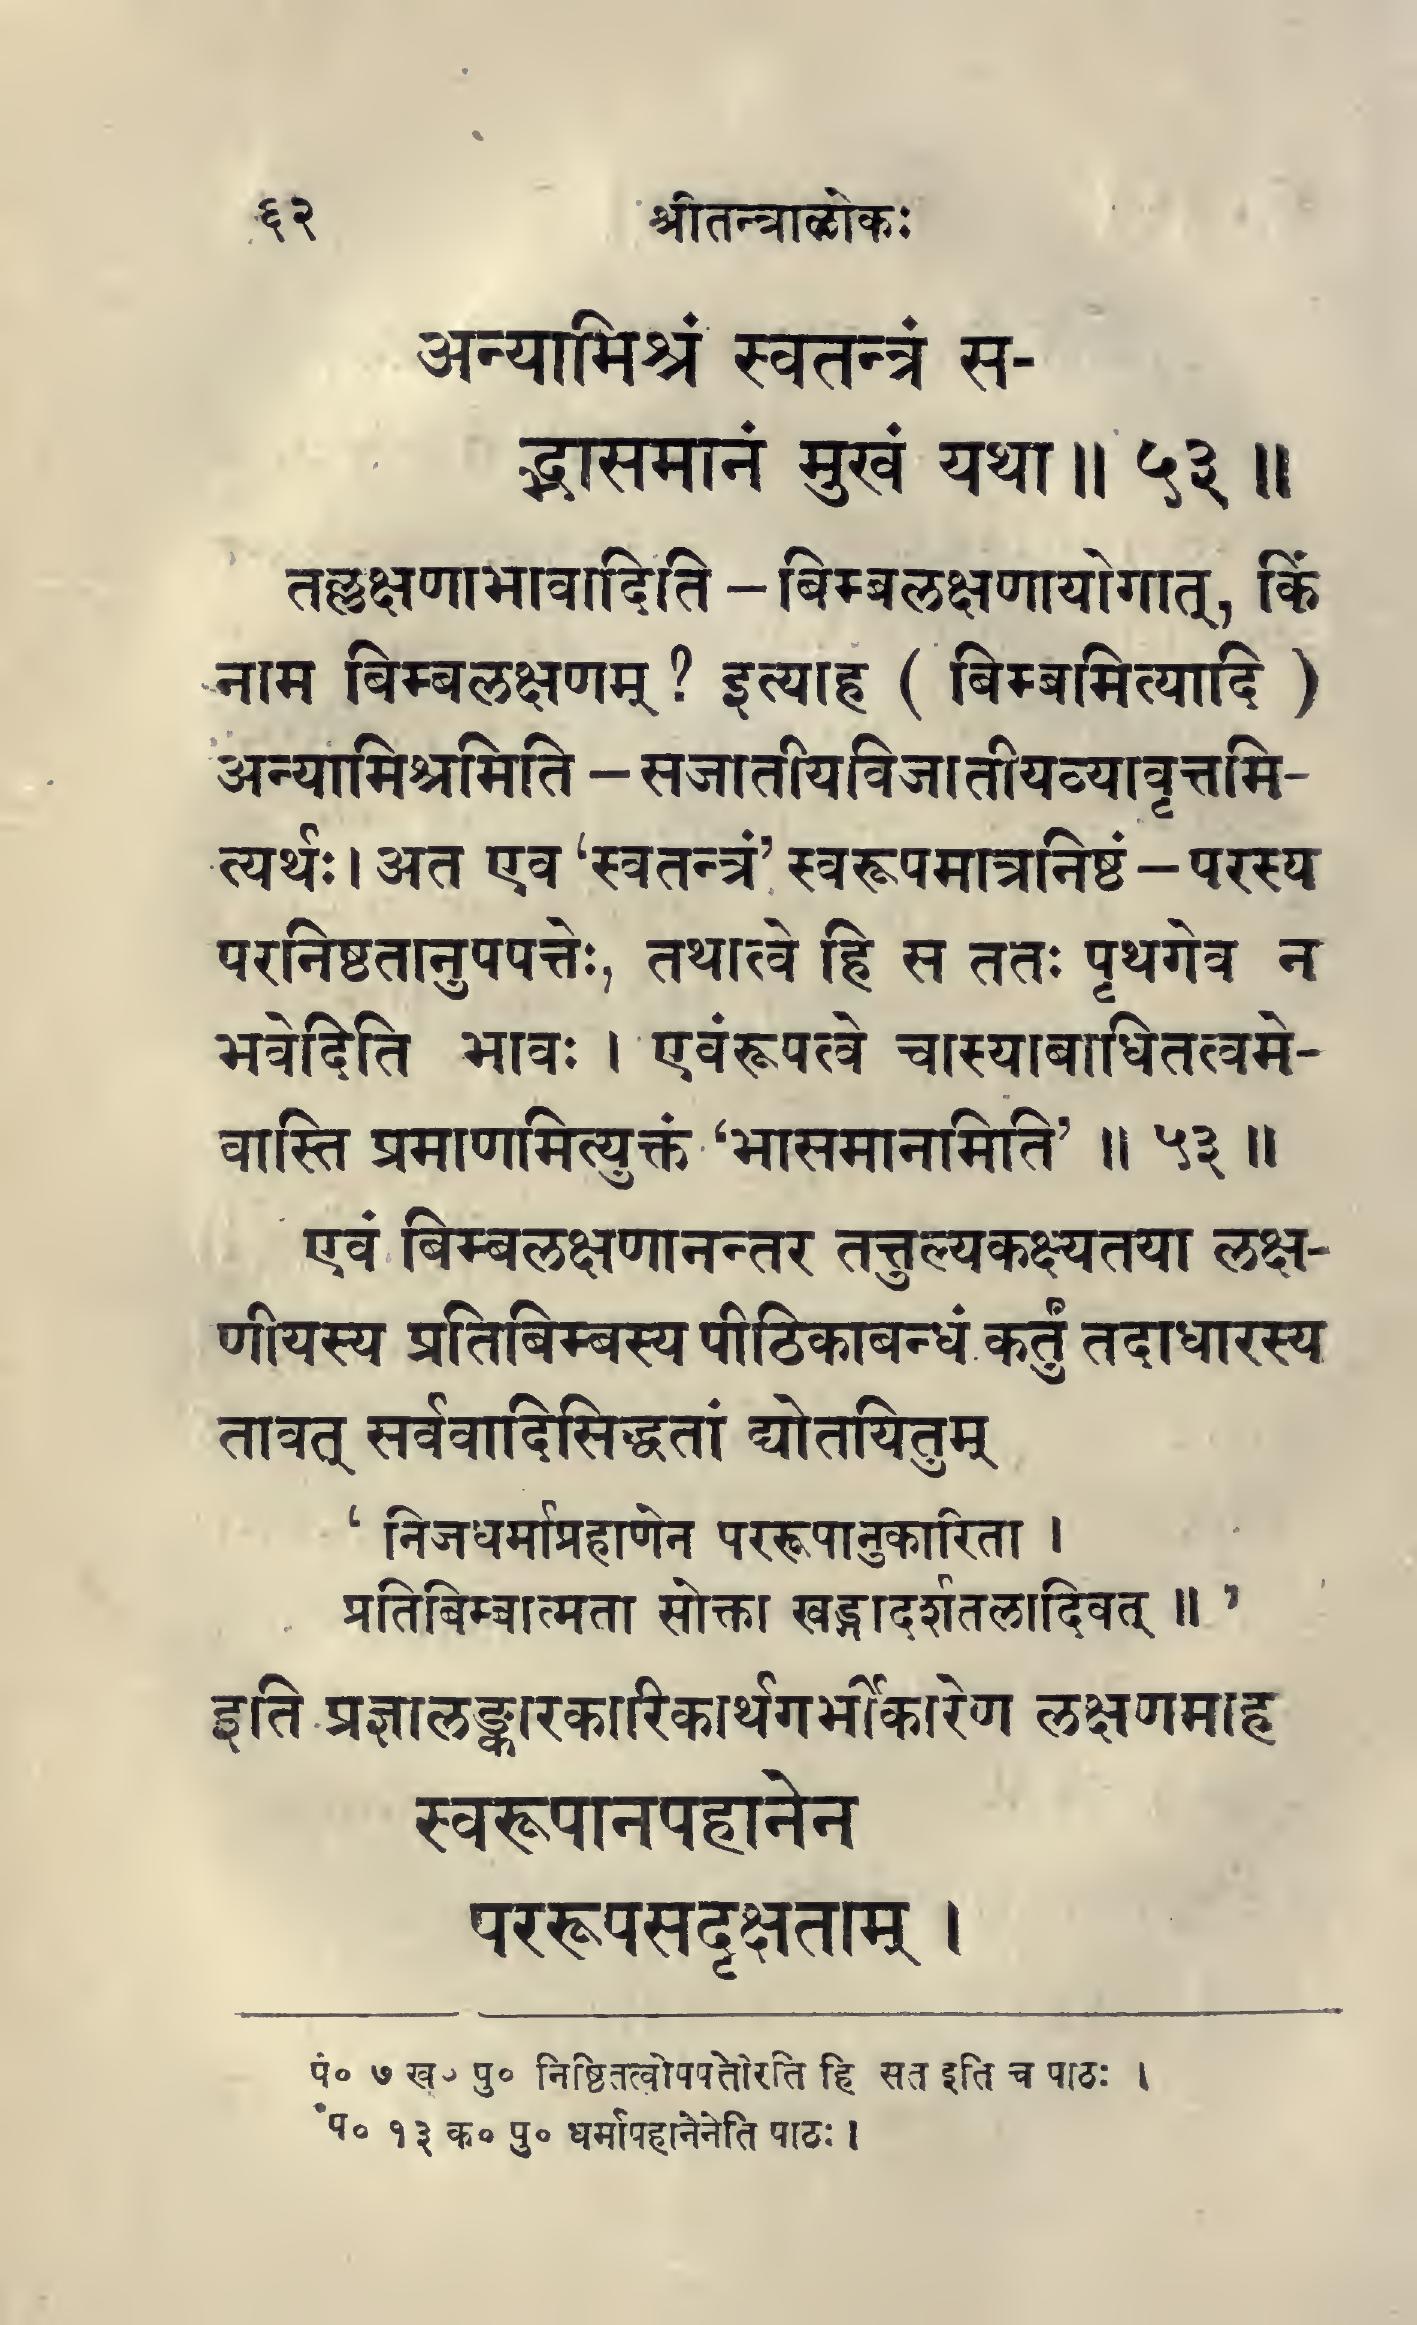 ६२ श्रीतन्त्रालोकः
अन्यामिश्रं स्वतन्त्रं स-
द्भासमानं मुखं यथा ॥ ५३ ॥
तल्लक्षणाभावादिति – बिम्बलक्षणायोगात्, किं
नाम बिम्बलक्षणम् ? इत्याह ( बिम्बमित्यादि )
अन्यामिश्रमिति – सजातीयविजातीयव्यावृत्तमि-
त्यर्थः । अत एव ‘स्वतन्त्रं’ स्वरूपमात्रनिष्ठं – परस्य
परनिष्ठतानुपपत्तेः, तथात्वे हि स ततः पृथगेव न
भवेदिति भावः । एवंरूपत्वे चास्याबाधितत्वमे-
वास्ति प्रमाणमित्युक्तं ‘भासमानमिति’ ॥ ५३ ॥
एवं बिम्बलक्षणानन्तर तत्तुल्यकक्ष्यतया लक्ष-
णीयस्य प्रतिबिम्बस्य पीठिकाबन्धं कर्तुं तदाधारस्य
तावत् सर्ववादिसिद्धतां द्योतयितुम्
‘ निजधर्माप्रहाणेन पररूपानुकारिता ।
प्रतिबिम्बात्मता सोक्ता खड्गादर्शतलादिवत् ॥ ’
इति प्रज्ञालङ्कारकारिकार्थगर्भीकारेण लक्षणमाह
स्वरूपानपहानेन
पररूपसदृक्षताम् ।
पं० ७ ख० पु० निष्ठितत्वोपपत्तेरिति हि सत इति च पाठः ।
पं० १३ क० पु० धर्मापहानेनेति पाठः ।